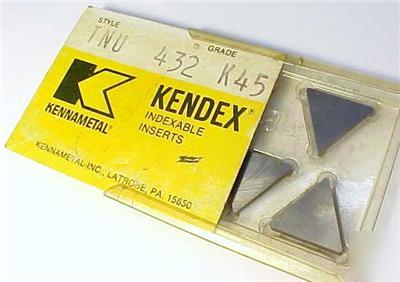 STYLE
TNU 432
GRADE
K45
KENNAMETAL®
KENDEX®
INDEXABLE
INSERTS
KENNAMETAL INC., LATROBE, PA. 15650